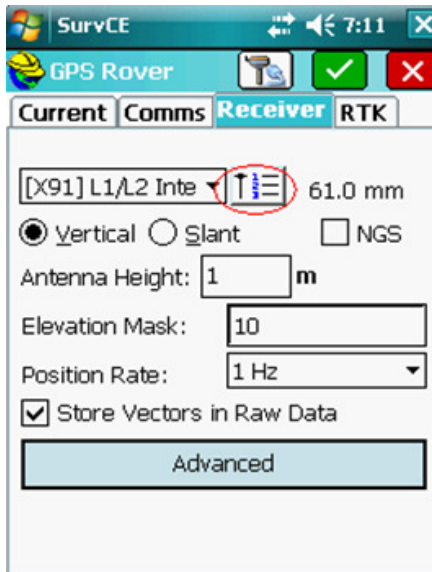 SurvCE 7:11
GPS Rover
Current Comms Receiver RTK
[X91] L1/L2 Inte 61.0 mm
Vertical Slant NGS
Antenna Height: 1 m
Elevation Mask: 10
Position Rate: 1 Hz
Store Vectors in Raw Data
Advanced